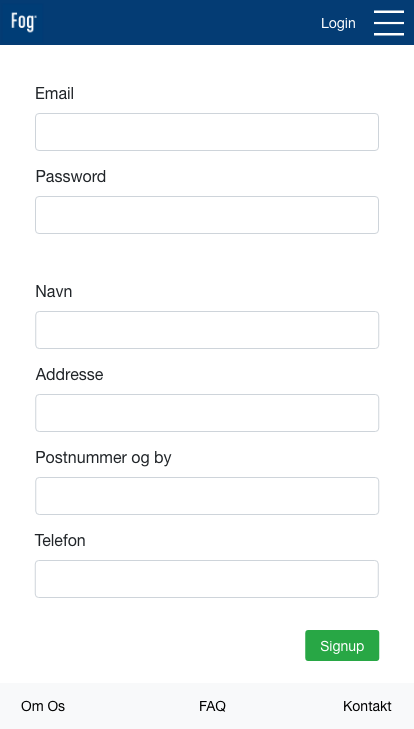 Fog
Login
Email
Password
Navn
Addresse
Postnummer og by
Telefon
Signup
Om Os
FAQ
Kontakt